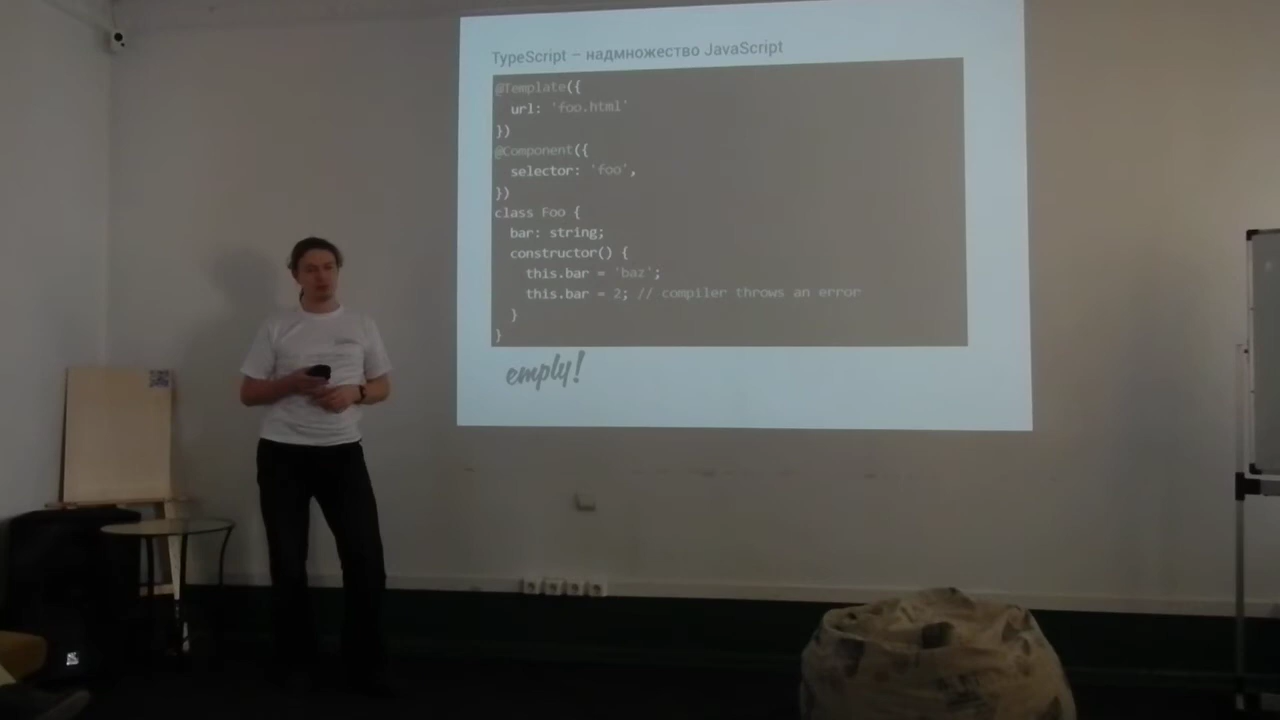 TypeScript – надмножество JavaScript
@Template({
  url: 'foo.html'
})
@Component({
  selector: 'foo',
})
class Foo {
  bar: string;
  constructor() {
    this.bar = 'baz';
    this.bar = 2; // compiler throws an error
  }
}
emply!